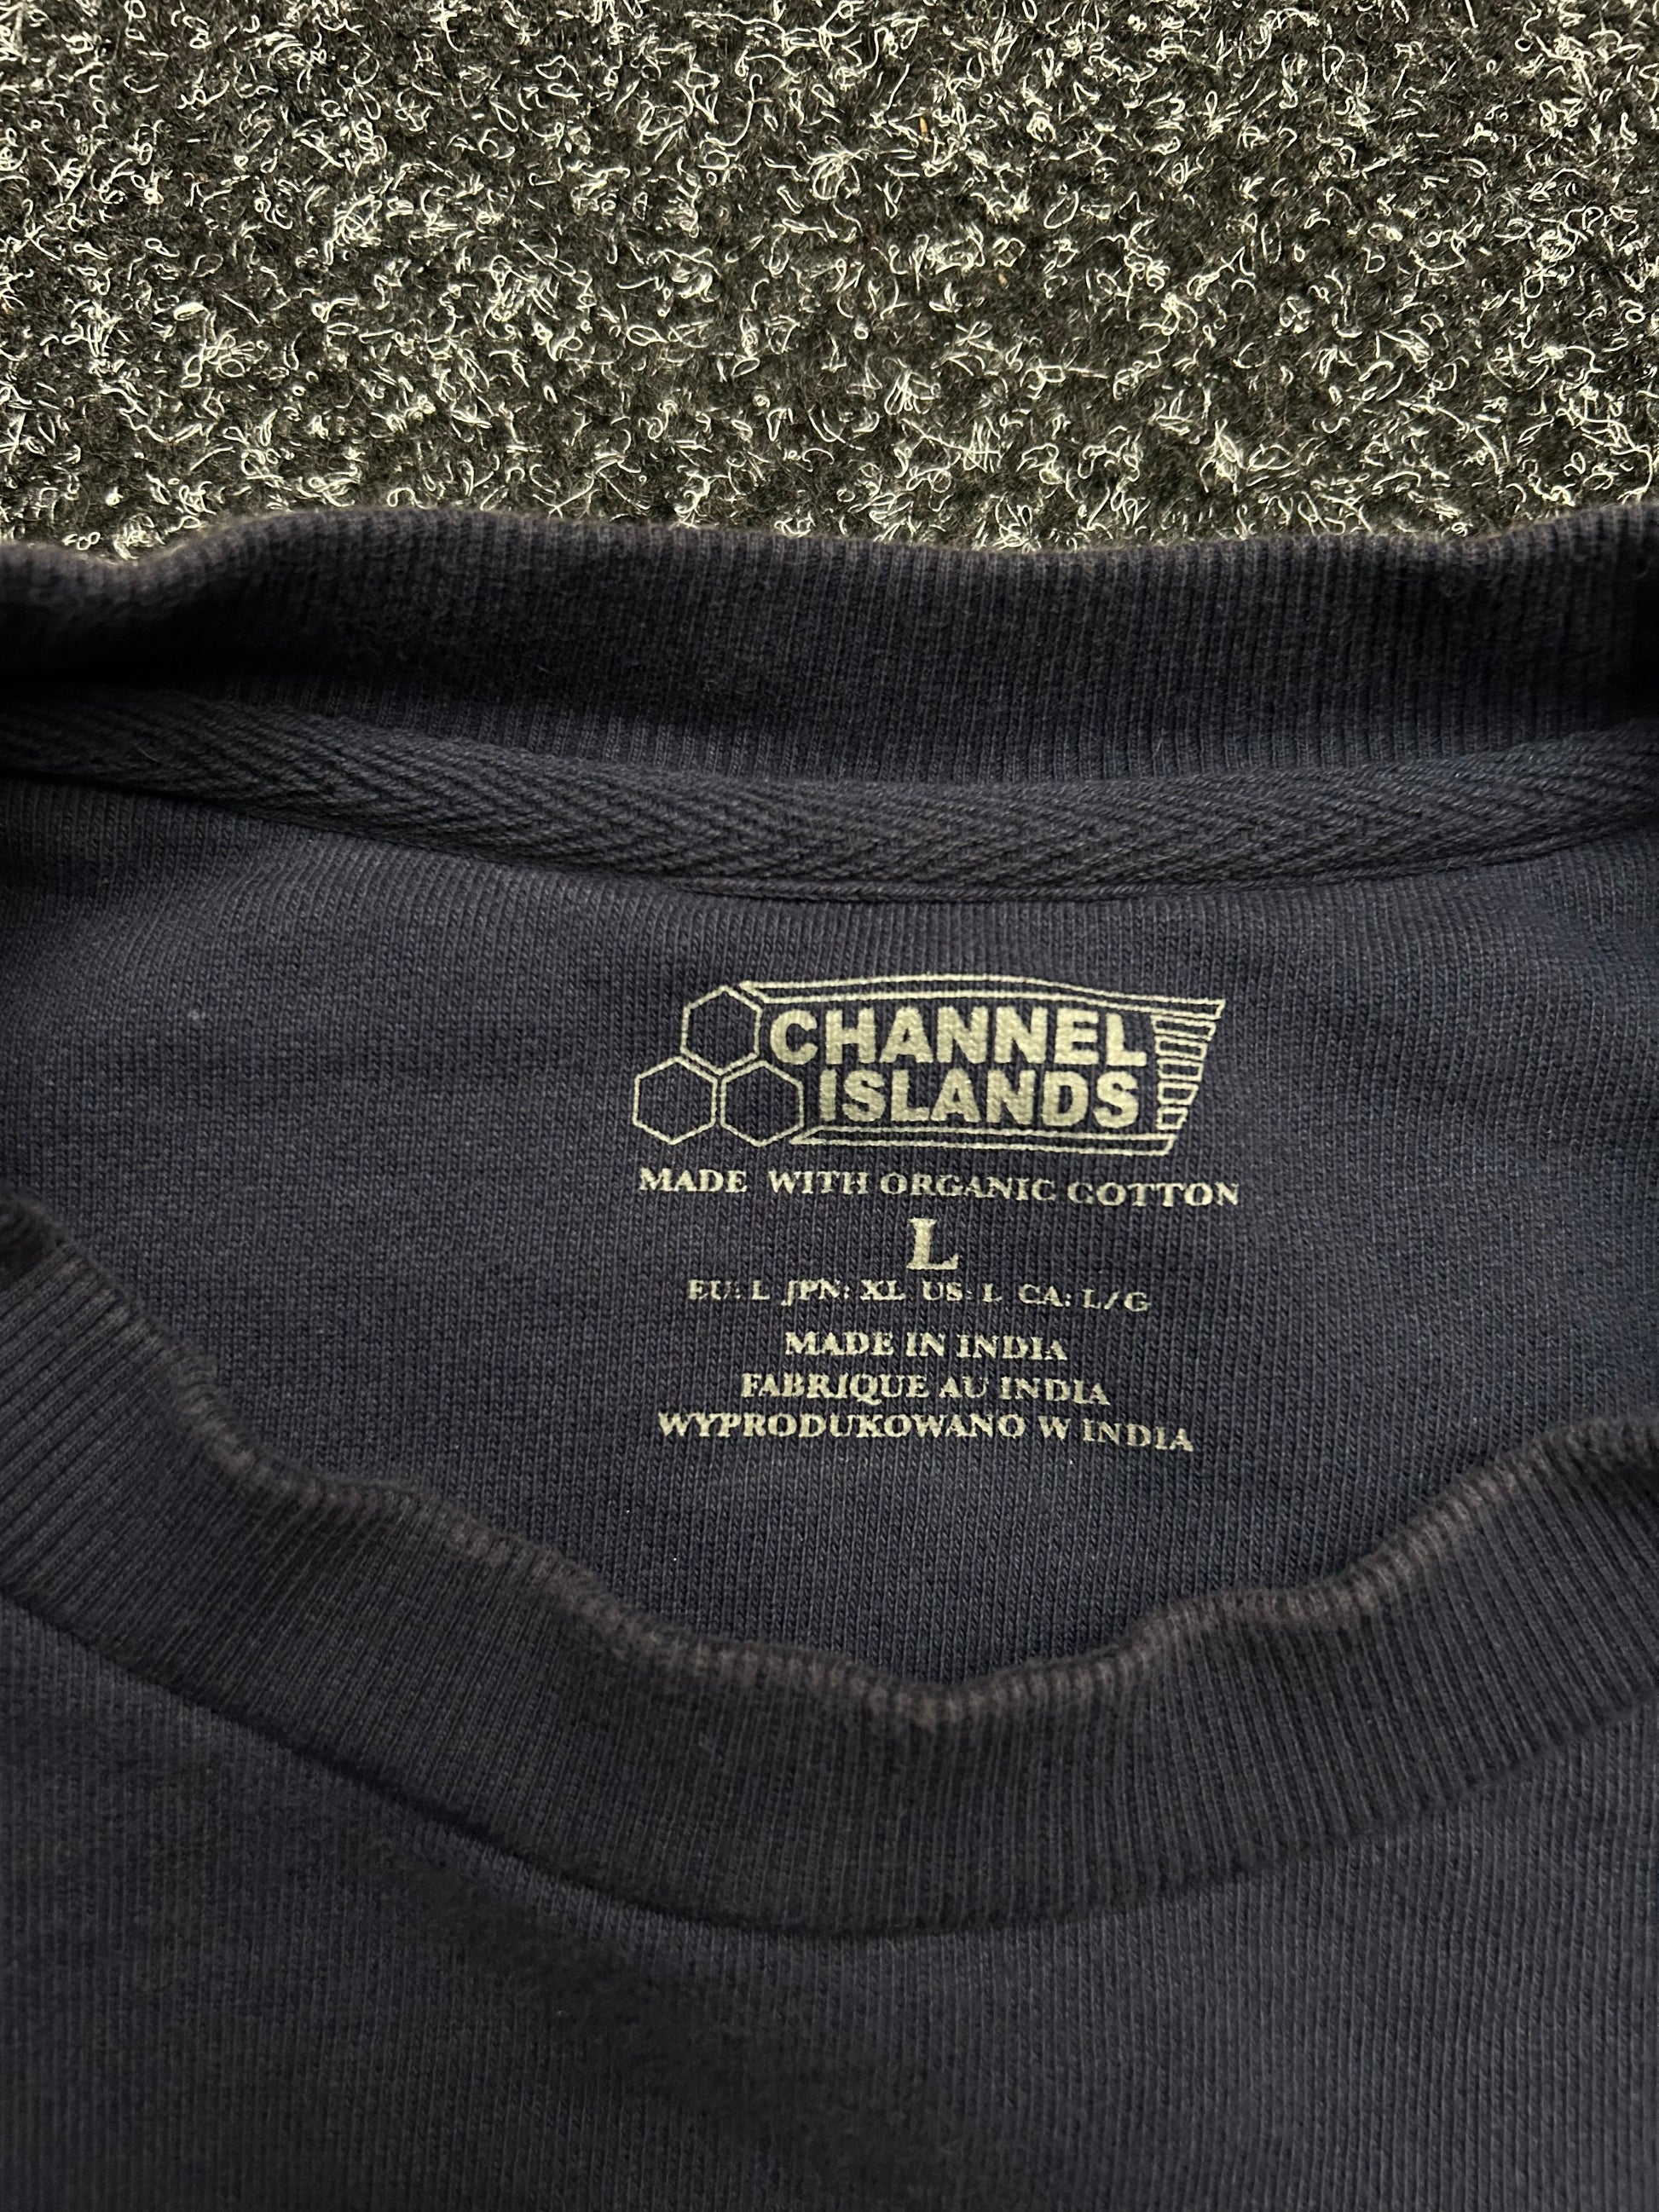 CHANNEL
ISLANDS
MADE WITH ORGANIC COTTON
L
EU: L JPN: XL US: L CA: L/G
MADE IN INDIA
FABRIQUE AU INDIA
WYPRODUKOWANO W INDIA